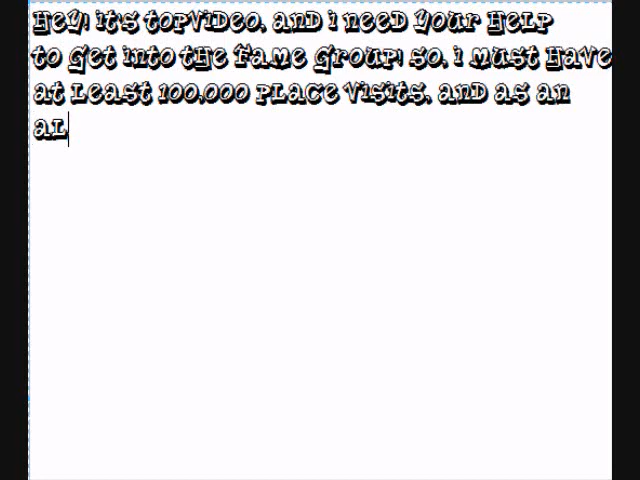 Hey! it's topvideo, and i need your help
to get into the fame group! so, i must have
at least 100,000 place visits, and as an
al